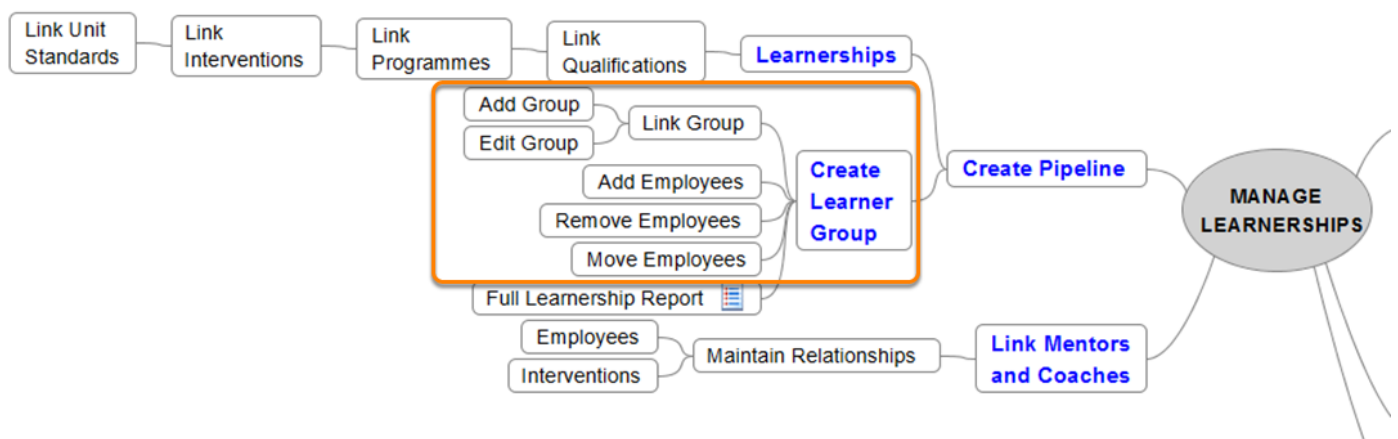 Link Unit
Standards
Link
Interventions
Link
Programmes
Link
Qualifications
Learnerships
Add Group
Edit Group
Link Group
Add Employees
Remove Employees
Move Employees
Create
Learner
Group
Full Learnership Report
Create Pipeline
MANAGE
LEARNERSHIPS
Employees
Interventions
Maintain Relationships
Link Mentors
and Coaches